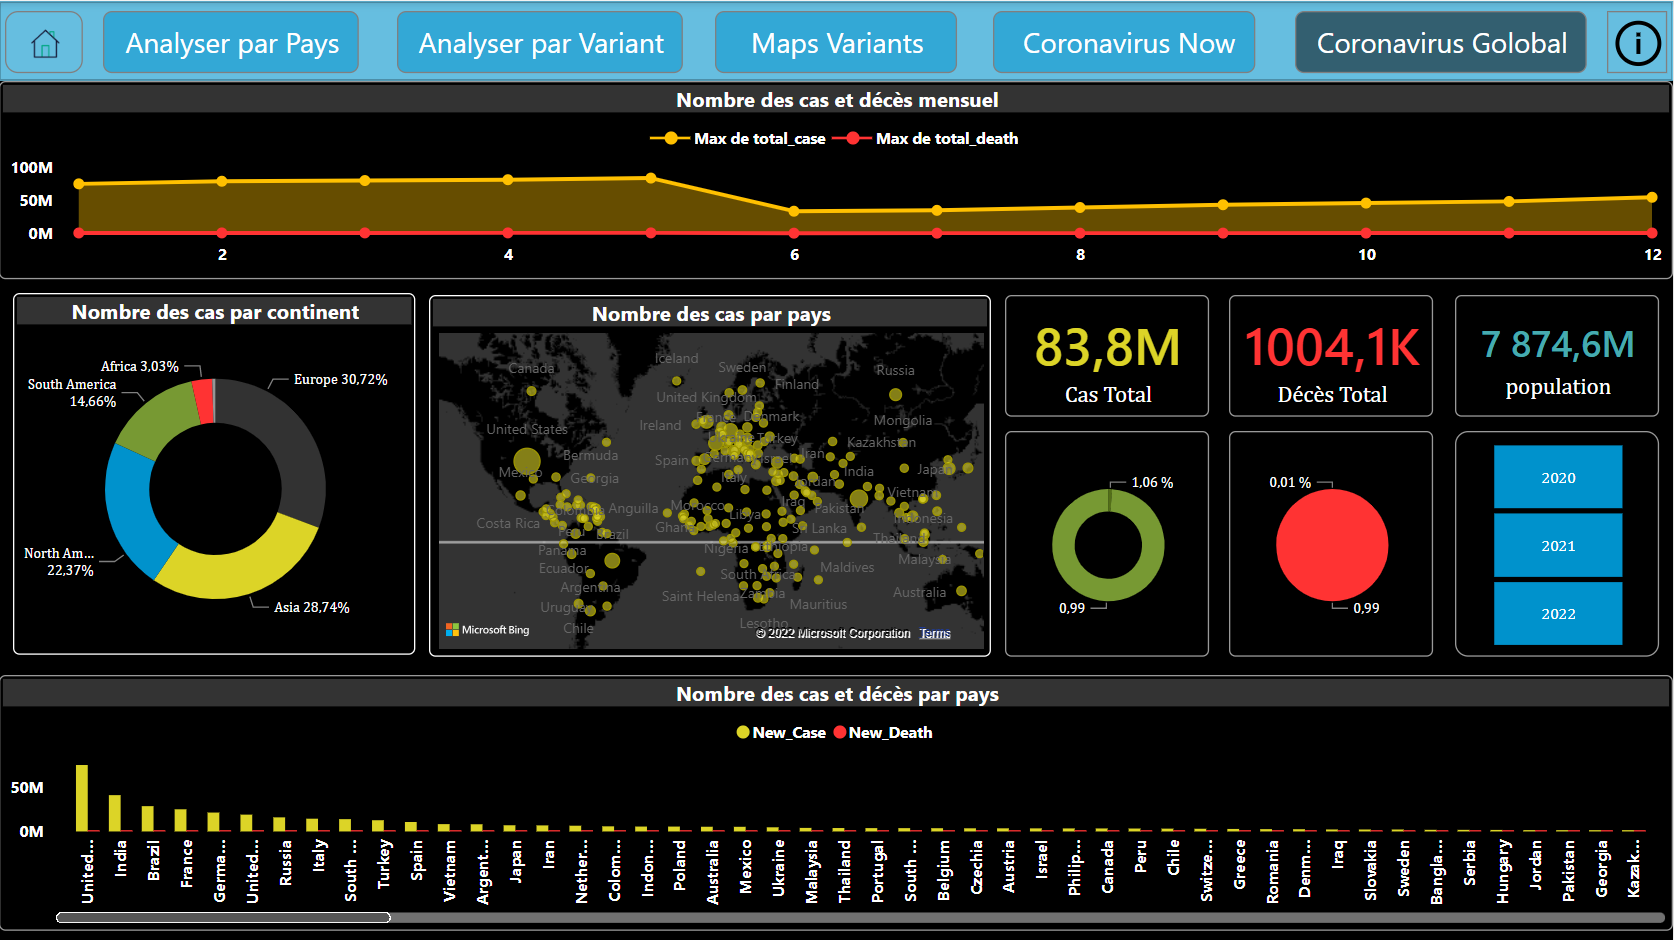 Analyser par Pays
Analyser par Variant
Maps Variants
Coronavirus Now
Coronavirus Golobal
Nombre des cas et décès mensuel
Max de total_case
Max de total_death
100M
50M
0M
2
4
6
8
10
12
Nombre des cas par continent
Africa 3,03%
South America
14,66%
Europe 30,72%
North Am...
22,37%
Asia 28,74%
Nombre des cas par pays
Iceland
Canada
Sweden
Russia
Finland
United Kingdom
Denmark
Ireland
Mongolia
United States
Turkey
Kazakhstan
Bermuda
Spain
Iran
Mexico
Georgia
Italy
India
Japan
Jordan
Vietnam
Anguilla
Morocco
Iraq
Pakistan
Costa Rica
Colombia
Ghana
Libya
Sri Lanka
Indonesia
Peru
Brazil
Thailand
Panama
Nigeria
Ethiopia
Malaysia
Ecuador
South Africa
Maldives
Argentina
Saint Helena
Zambia
Mauritius
Australia
Uruguay
Chile
Lesotho
Microsoft Bing
© 2022 Microsoft Corporation
Terms
83,8M
Cas Total
1004,1K
Décès Total
7 874,6M
population
1,06 %
0,99
0,01 %
0,99
2020
2021
2022
Nombre des cas et décès par pays
New_Case
New_Death
50M
0M
United...
India
Brazil
France
Germa...
United...
Russia
Italy
South ...
Turkey
Spain
Vietnam
Argent...
Japan
Iran
Nether...
Colom...
Indon...
Poland
Australia
Mexico
Ukraine
Malaysia
Thailand
Portugal
South ...
Belgium
Czechia
Austria
Israel
Philip...
Canada
Peru
Chile
Switze...
Greece
Romania
Denm...
Iraq
Slovakia
Sweden
Bangla...
Serbia
Hungary
Jordan
Pakistan
Georgia
Kazak...